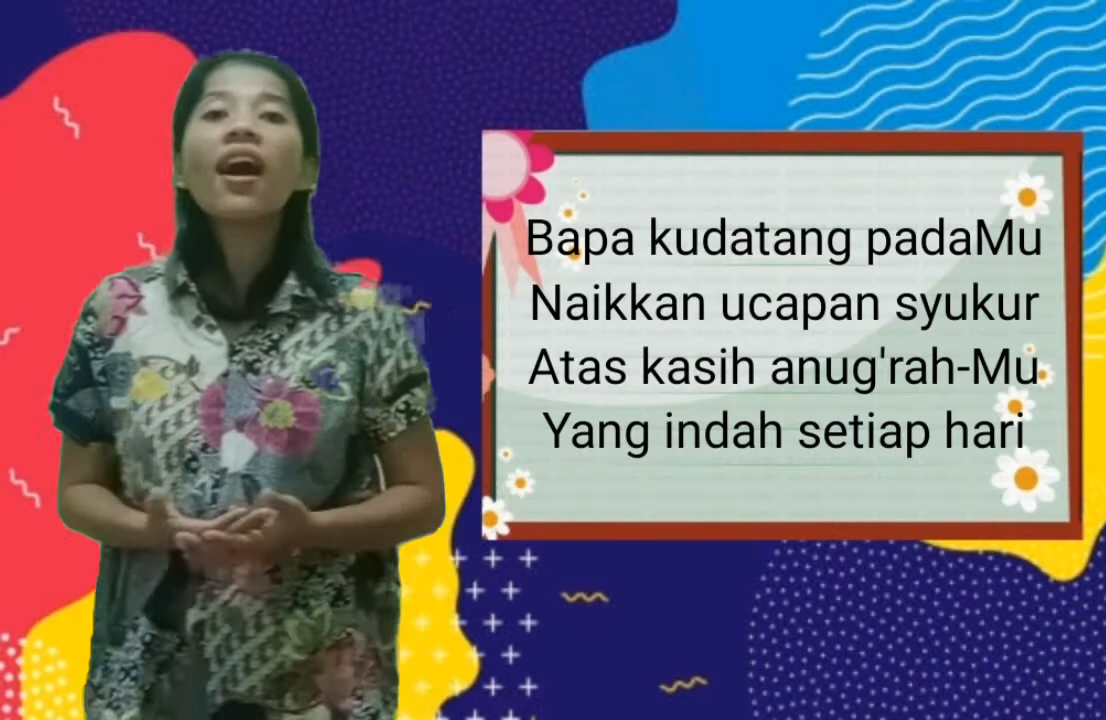 Bapa kudatang padaMu
Naikkan ucapan syukur
Atas kasih anug'rah-Mu
Yang indah setiap hari